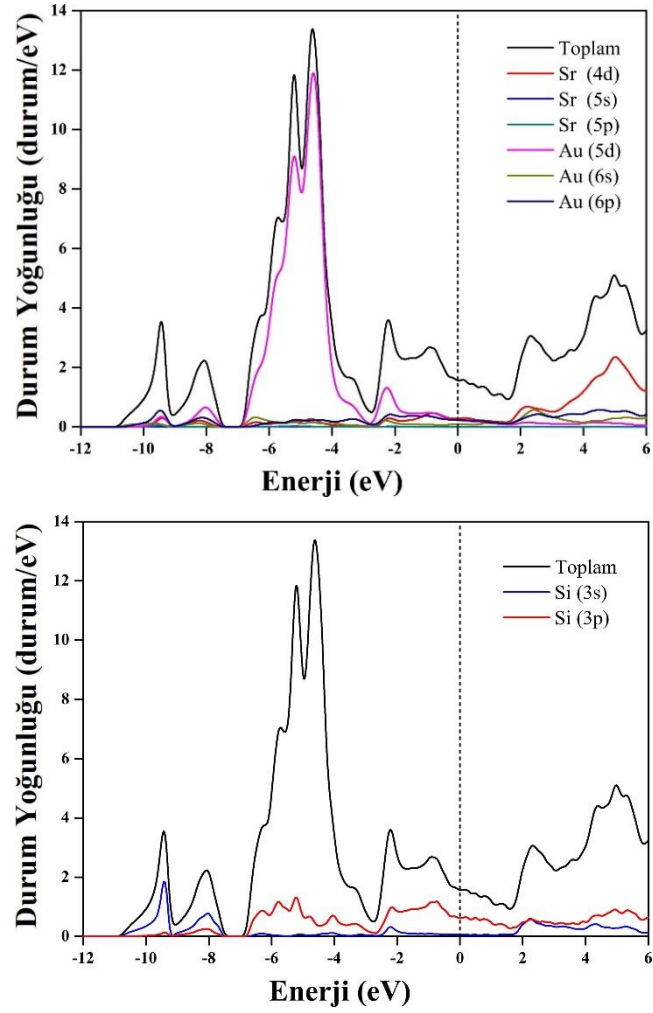 14
12
10
8
6
4
2
0
Durum Yoğunluğu (durum/eV)
Toplam
Sr (4d)
Sr (5s)
Sr (5p)
Au (5d)
Au (6s)
Au (6p)
-12 -10 -8 -6 -4 -2 0 2 4 6
Enerji (eV)
14
12
10
8
6
4
2
0
Durum Yoğunluğu (durum/eV)
Toplam
Si (3s)
Si (3p)
-12 -10 -8 -6 -4 -2 0 2 4 6
Enerji (eV)